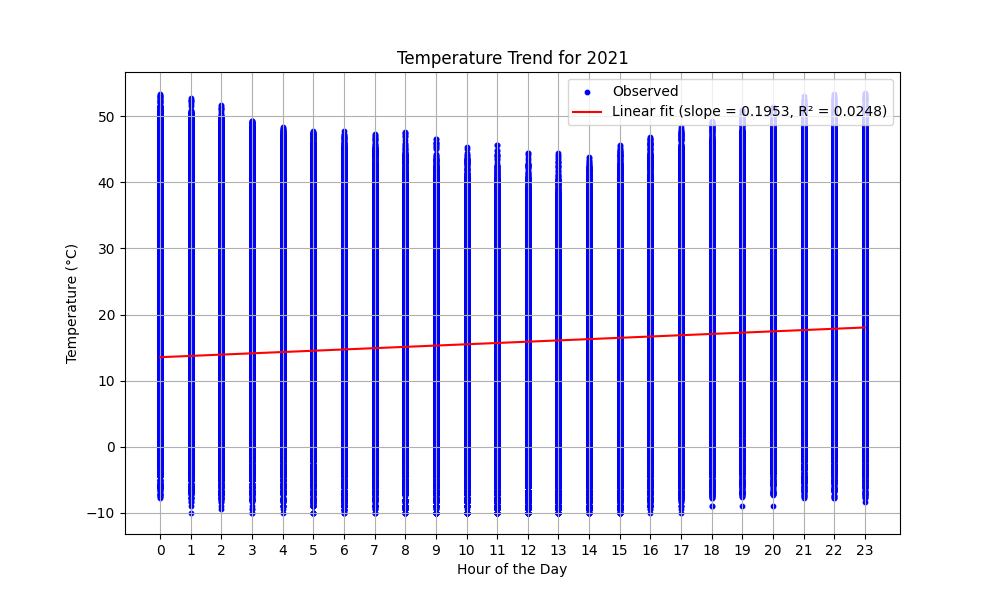 Temperature Trend for 2021
Observed
Linear fit (slope = 0.1953, R² = 0.0248)
Temperature (°C)
50
40
30
20
10
0
−10
0 1 2 3 4 5 6 7 8 9 10 11 12 13 14 15 16 17 18 19 20 21 22 23
Hour of the Day